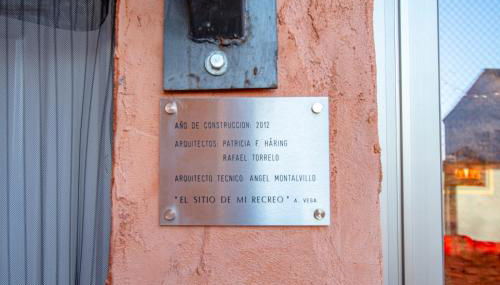 AÑO DE CONSTRUCCION: 2012
ARQUITECTOS: PATRICIA F. HÄRING
RAFAEL TORRELO
ARQUITECTO TECNICO: ANGEL MONTALVILLO
"EL SITIO DE MI RECREO" A. VEGA